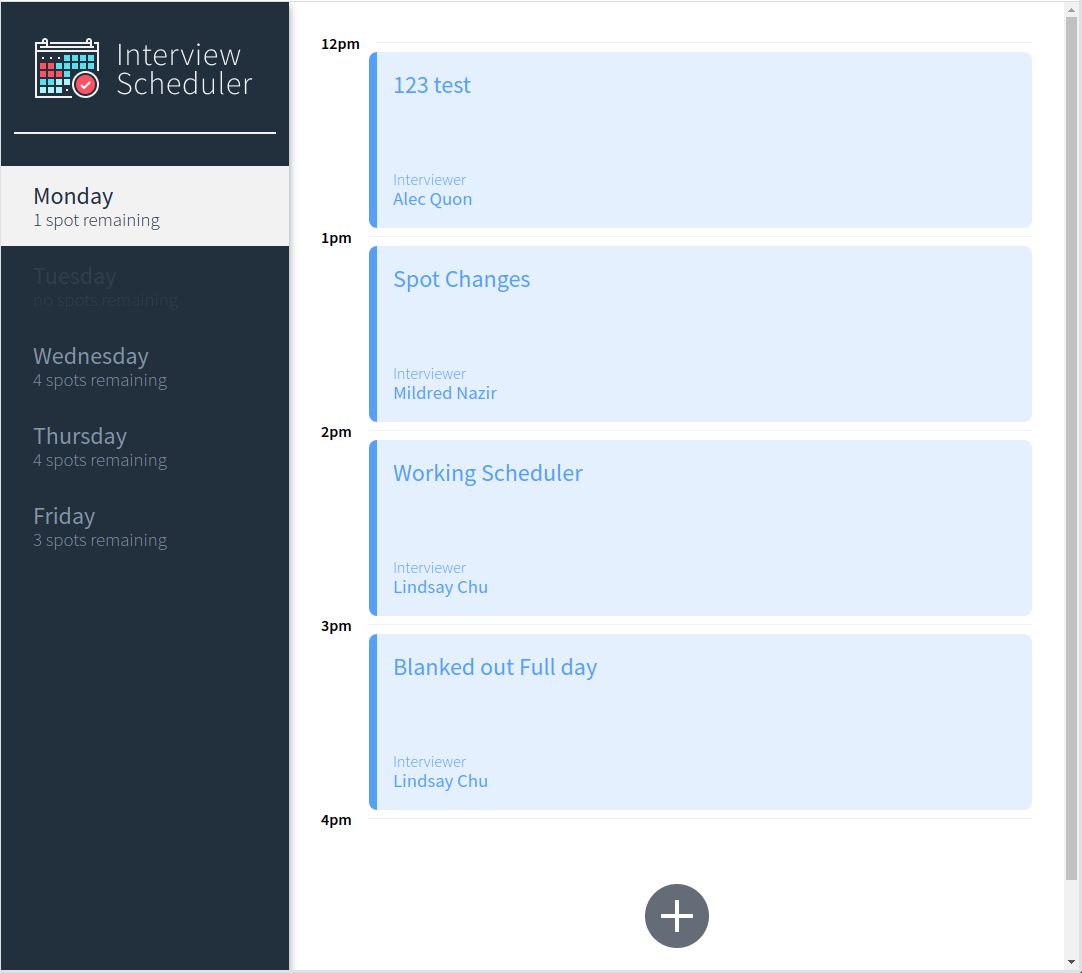 Interview
Scheduler
Monday
1 spot remaining
Tuesday
no spots remaining
Wednesday
4 spots remaining
Thursday
4 spots remaining
Friday
3 spots remaining
12pm
123 test
Interviewer
Alec Quon
1pm
Spot Changes
Interviewer
Mildred Nazir
2pm
Working Scheduler
Interviewer
Lindsay Chu
3pm
Blanked out Full day
Interviewer
Lindsay Chu
4pm